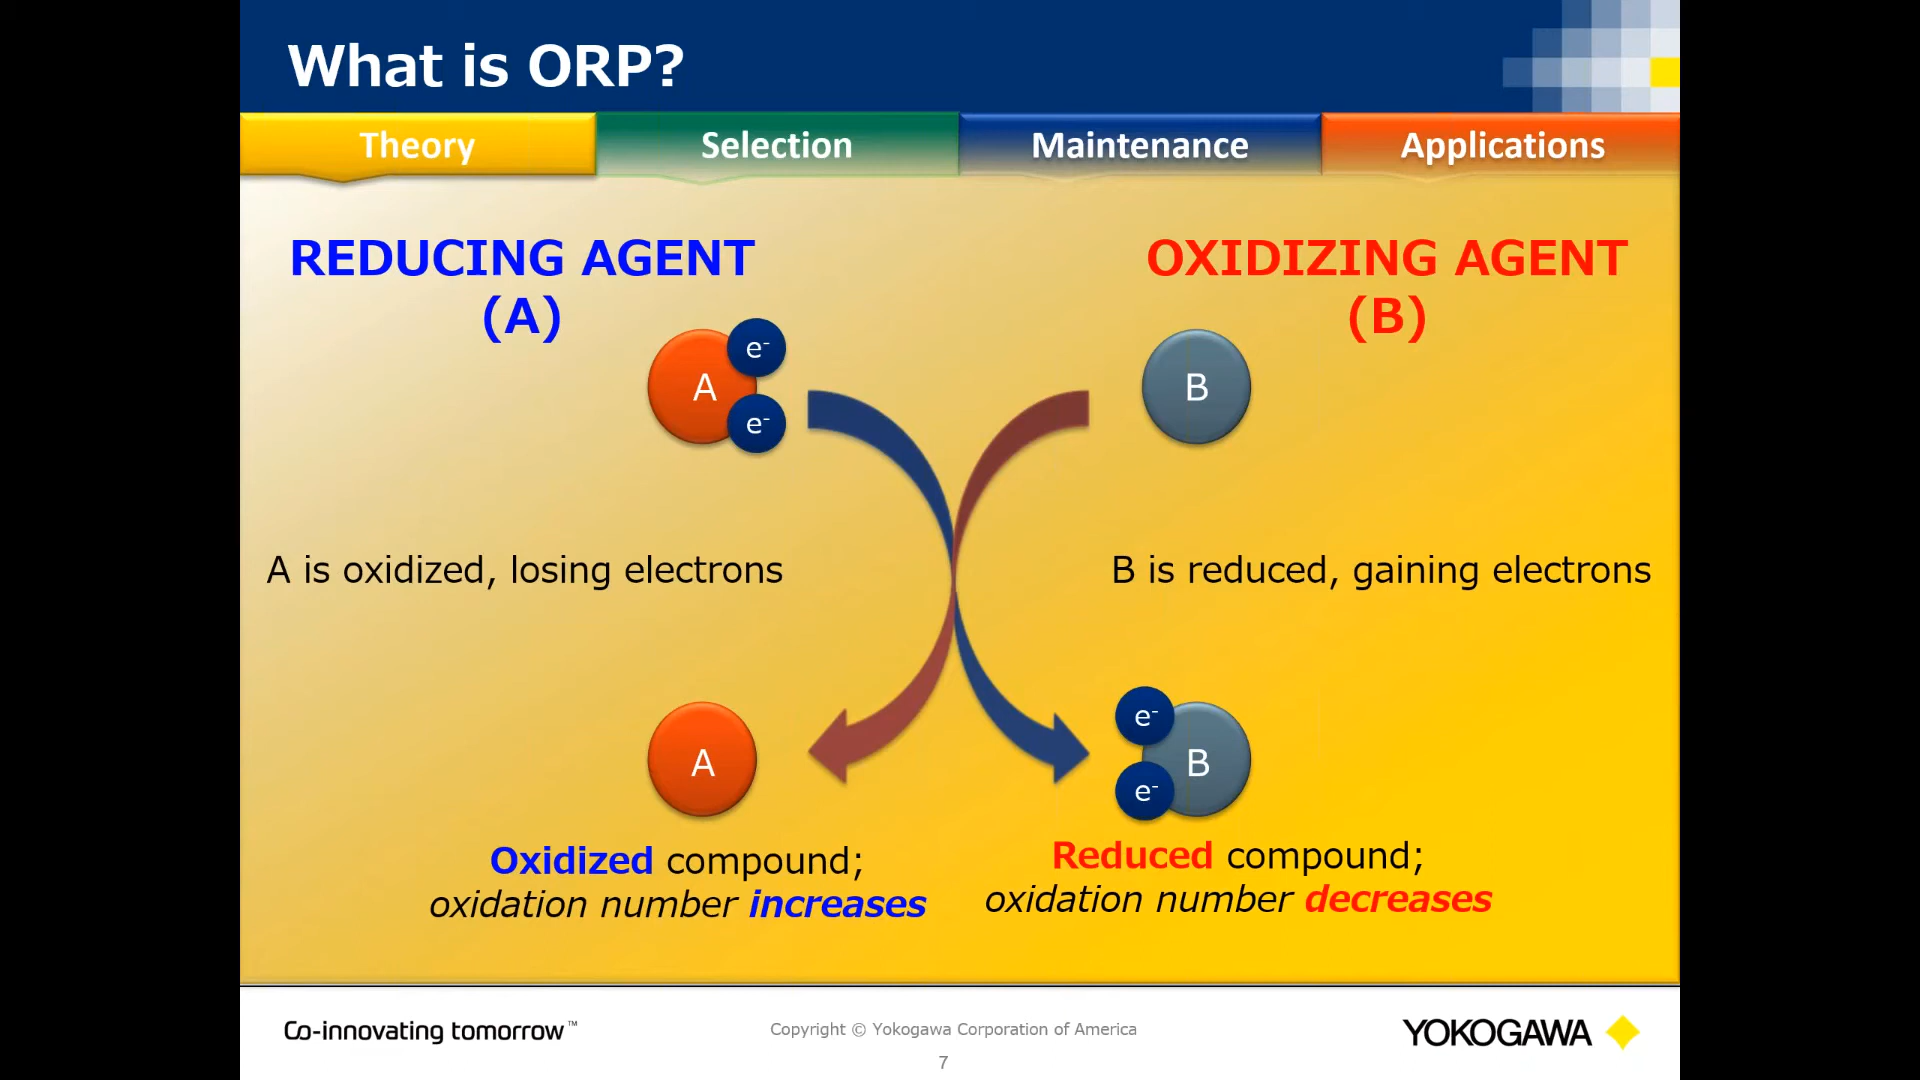 What is ORP?
Theory
Selection
Maintenance
Applications
REDUCING AGENT
(A)
OXIDIZING AGENT
(B)
A
e-
e-
B
A is oxidized, losing electrons
B is reduced, gaining electrons
A
e-
e-
B
Oxidized compound;
oxidation number increases
Reduced compound;
oxidation number decreases
Co-innovating tomorrow™
Copyright © Yokogawa Corporation of America
7
YOKOGAWA